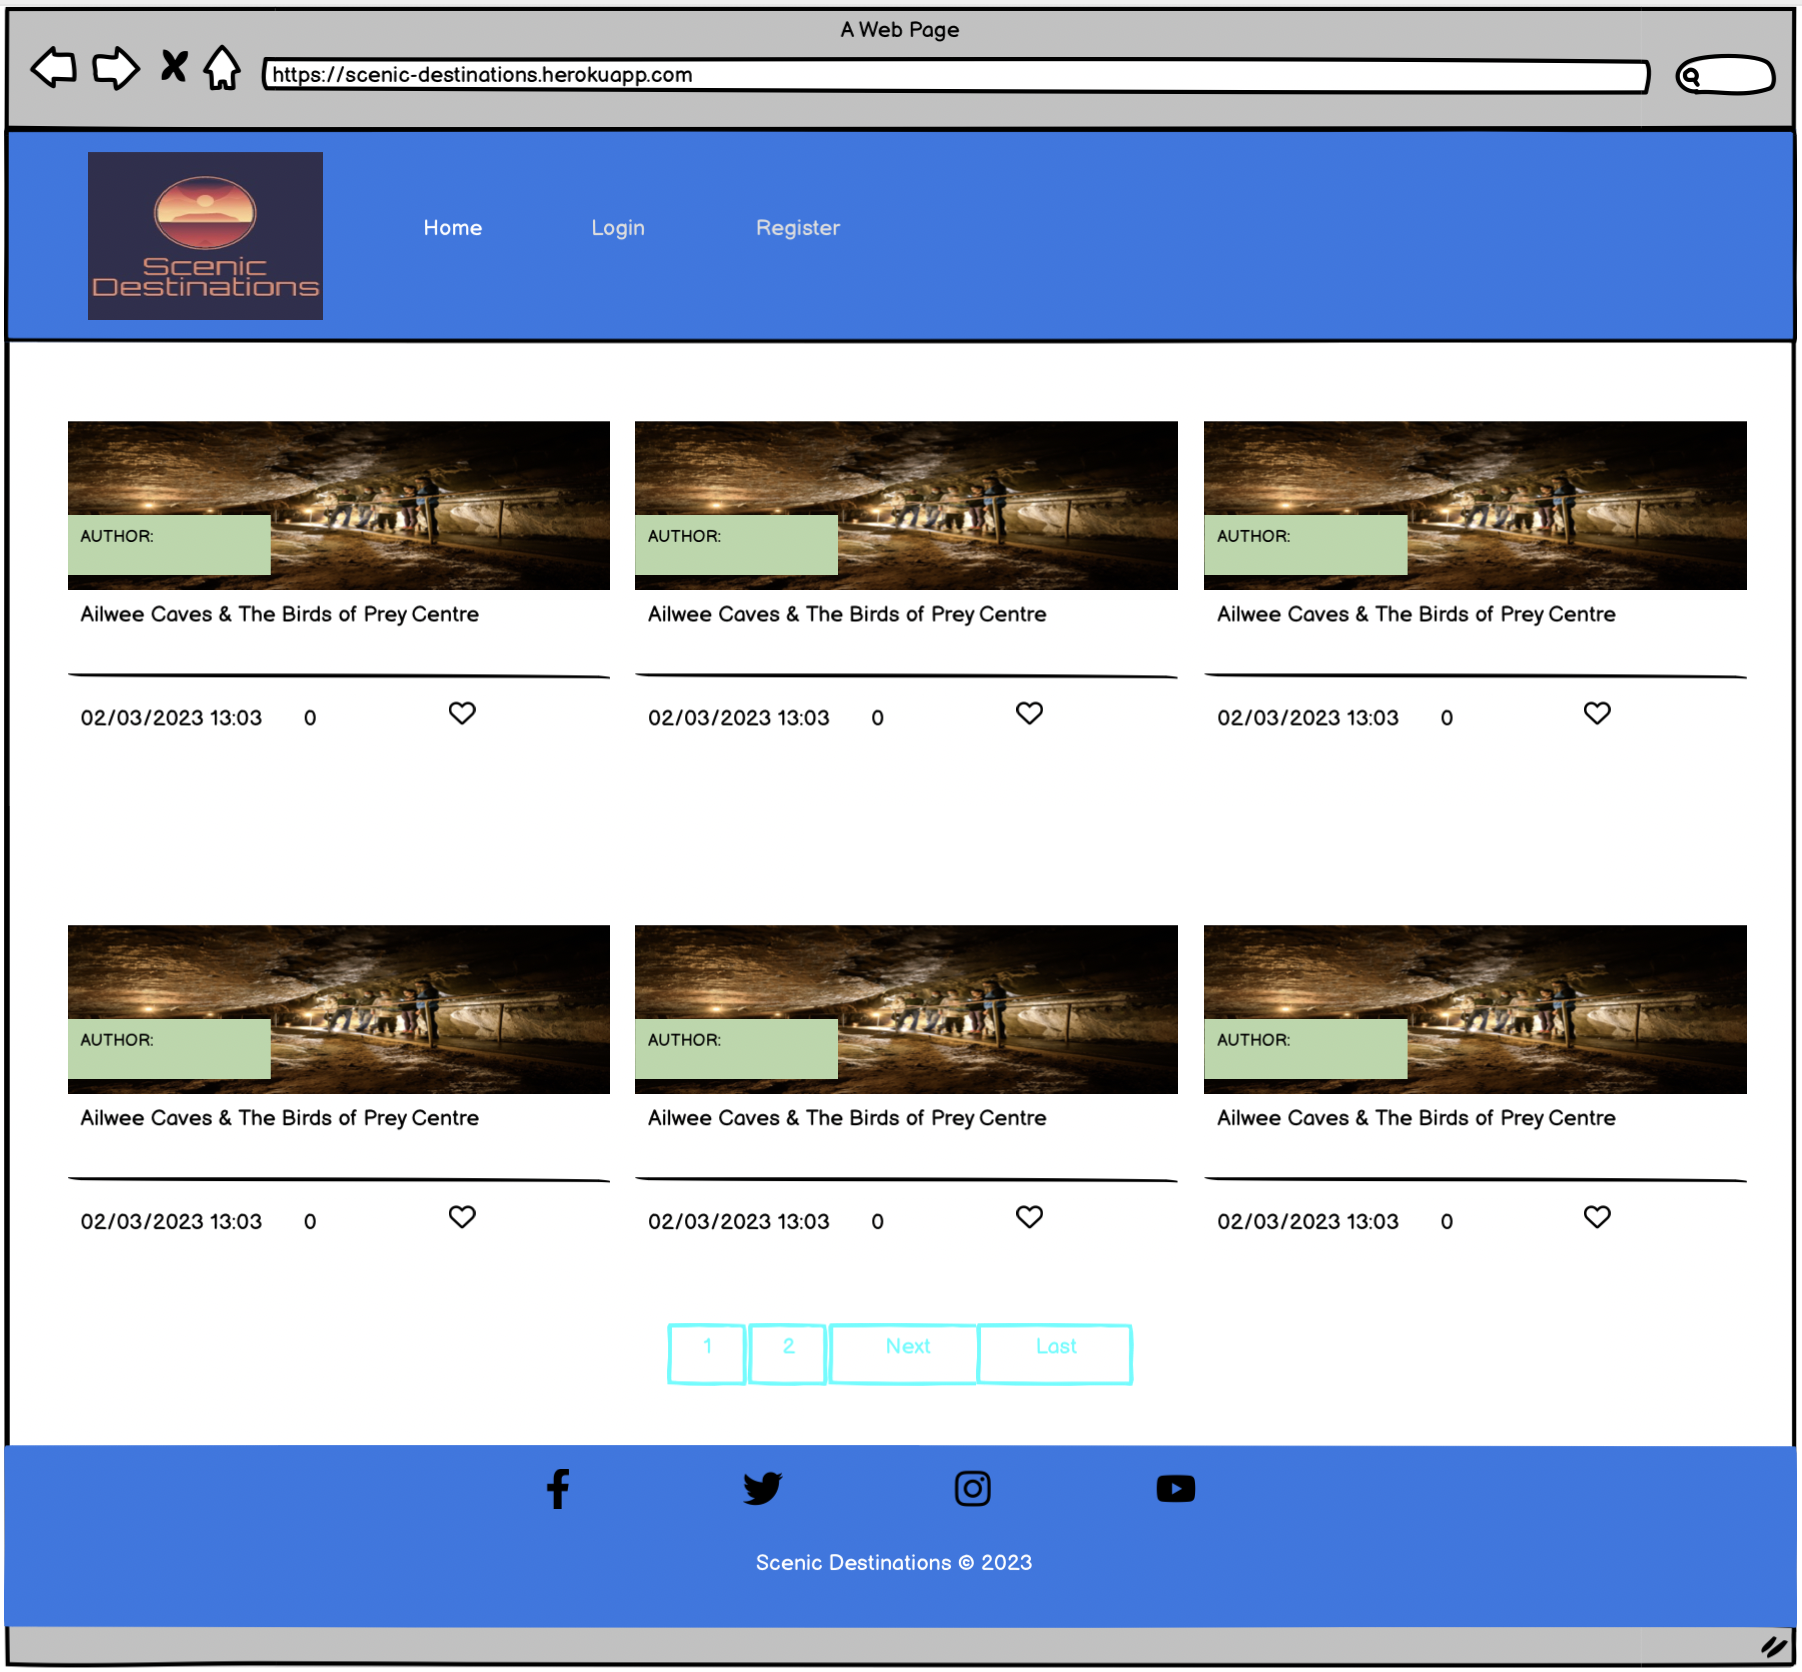 A Web Page
https://scenic-destinations.herokuapp.com
Scenic
Destinations
Home Login Register
AUTHOR: AUTHOR: AUTHOR:
Ailwee Caves & The Birds of Prey Centre Ailwee Caves & The Birds of Prey Centre Ailwee Caves & The Birds of Prey Centre
02/03/2023 13:03 0 02/03/2023 13:03 0 02/03/2023 13:03 0
AUTHOR: AUTHOR: AUTHOR:
Ailwee Caves & The Birds of Prey Centre Ailwee Caves & The Birds of Prey Centre Ailwee Caves & The Birds of Prey Centre
02/03/2023 13:03 0 02/03/2023 13:03 0 02/03/2023 13:03 0
1 2 Next Last
Scenic Destinations © 2023